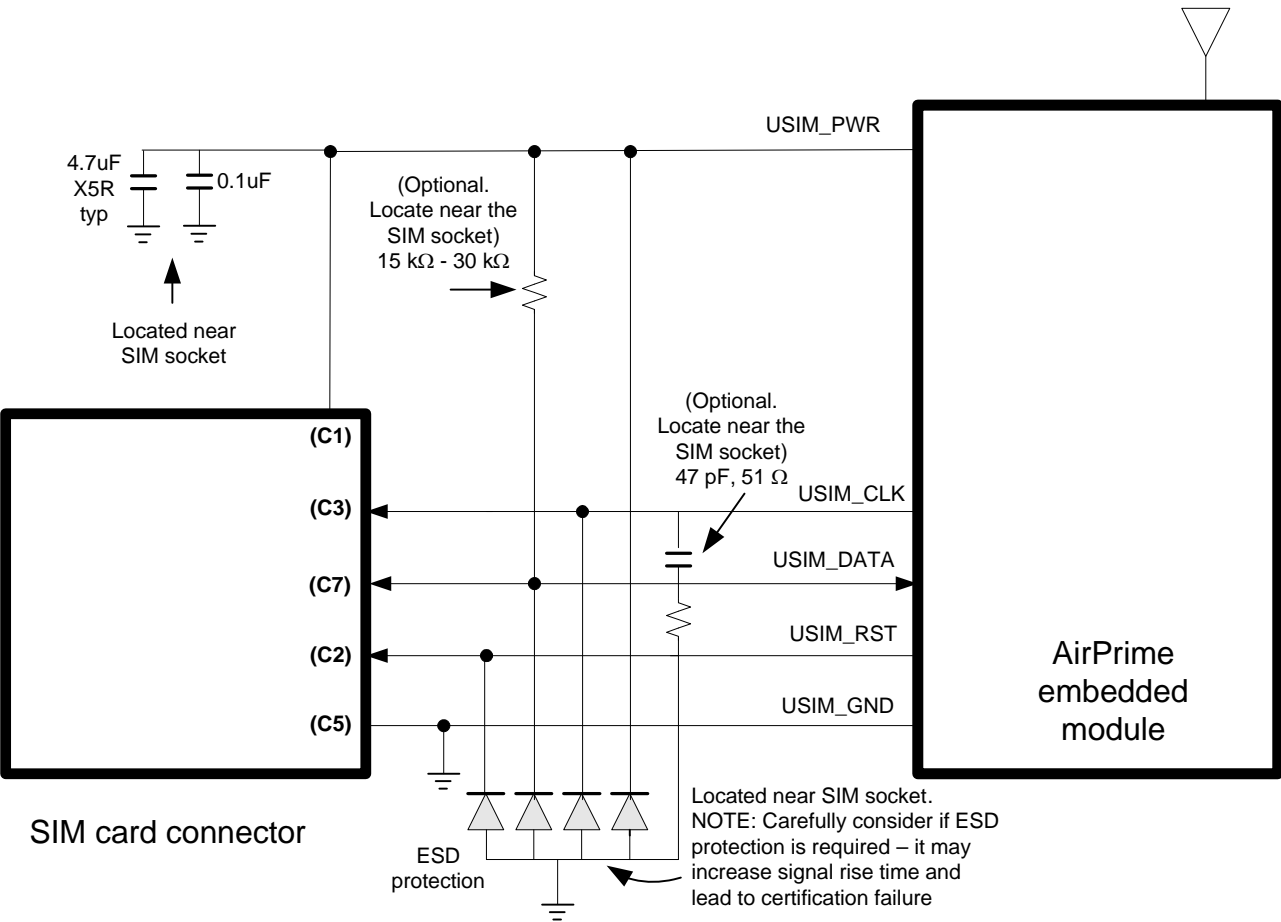 USIM_PWR
4.7uF
X5R
typ
0.1uF
(Optional.
Locate near the
SIM socket)
15 kΩ - 30 kΩ
Located near
SIM socket
(Optional.
Locate near the
SIM socket)
47 pF, 51 Ω
(C1)
(C3)
USIM_CLK
(C7)
USIM_DATA
(C2)
USIM_RST
(C5)
USIM_GND
AirPrime
embedded
module
SIM card connector
ESD
protection
Located near SIM socket.
NOTE: Carefully consider if ESD
protection is required – it may
increase signal rise time and
lead to certification failure